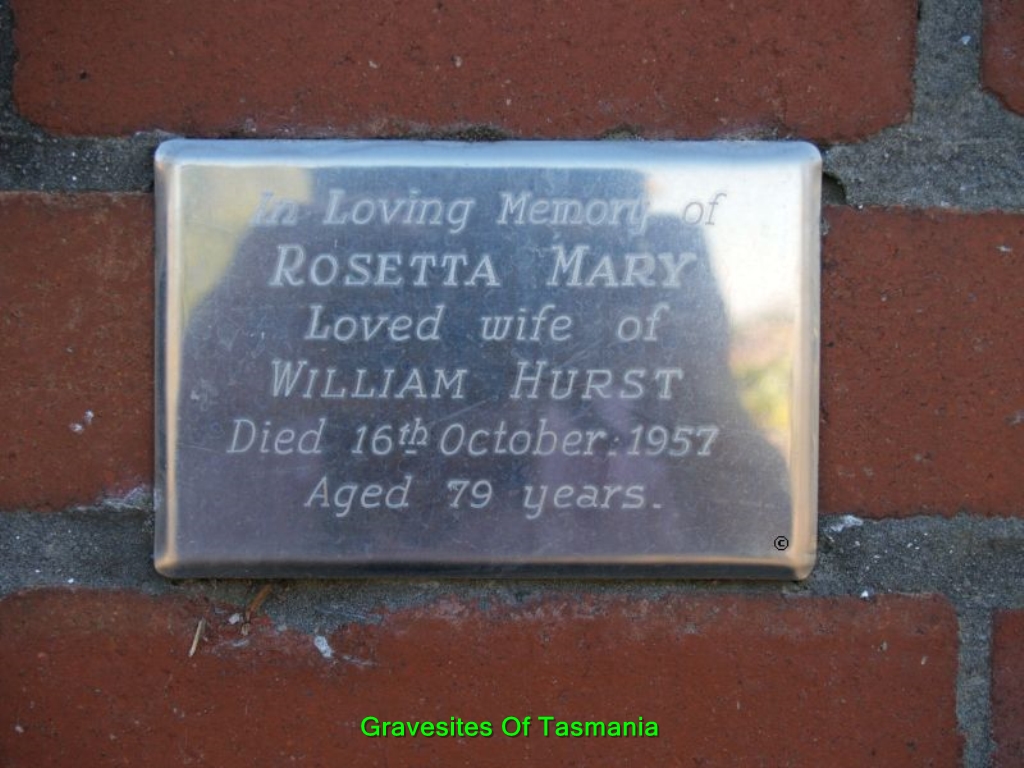 In Loving Memory of
ROSETTA MARY
Loved wife of
WILLIAM HURST
Died 16th October. 1957
Aged 79 years.
©
Gravesites Of Tasmania